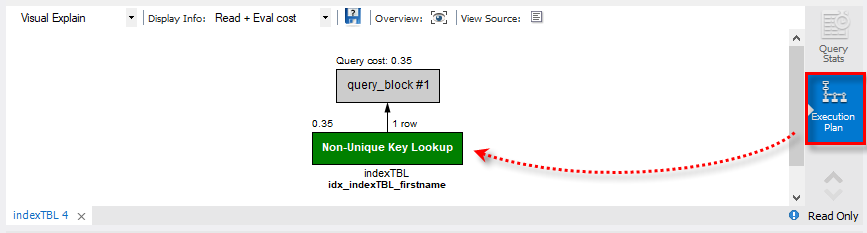 Visual Explain Display Info: Read + Eval cost Overview: View Source:
Query
Stats
Execution
Plan
Query cost: 0.35
query_block #1
0.35 1 row
Non-Unique Key Lookup
indexTBL
idx_indexTBL_firstname
indexTBL 4 × Read Only